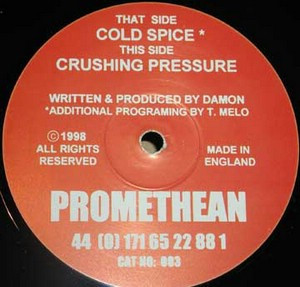 THAT SIDE
COLD SPICE *
THIS SIDE
CRUSHING PRESSURE
WRITTEN & PRODUCED BY DAMON
*ADDITIONAL PROGRAMING BY T. MELO
©1998
ALL RIGHTS
RESERVED
MADE IN
ENGLAND
PROMETHEAN
44 (0) 171 65 22 88 1
CAT-NO: 003